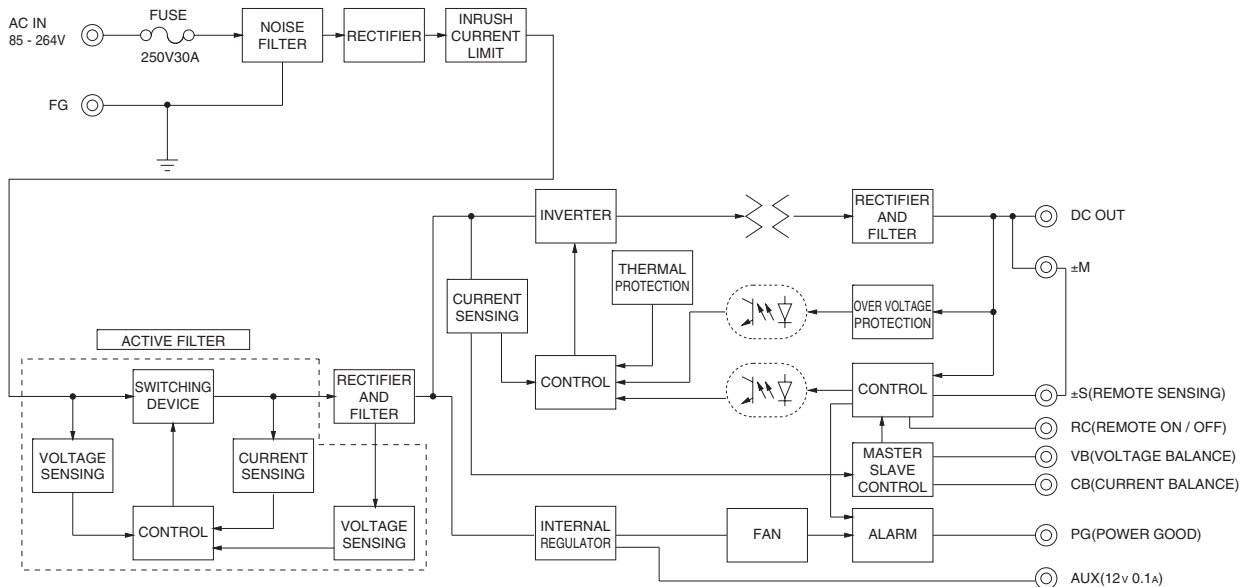 AC IN
85 - 264V
FUSE
250V30A
NOISE
FILTER
RECTIFIER
INRUSH
CURRENT
LIMIT
FG
INVERTER
RECTIFIER
AND
FILTER
DC OUT
±M
THERMAL
PROTECTION
CURRENT
SENSING
OVER VOLTAGE
PROTECTION
ACTIVE FILTER
SWITCHING
DEVICE
RECTIFIER
AND
FILTER
CONTROL
CONTROL
±S(REMOTE SENSING)
RC(REMOTE ON / OFF)
VOLTAGE
SENSING
CURRENT
SENSING
MASTER
SLAVE
CONTROL
VB(VOLTAGE BALANCE)
CB(CURRENT BALANCE)
CONTROL
VOLTAGE
SENSING
INTERNAL
REGULATOR
FAN
ALARM
PG(POWER GOOD)
AUX(12V 0.1A)